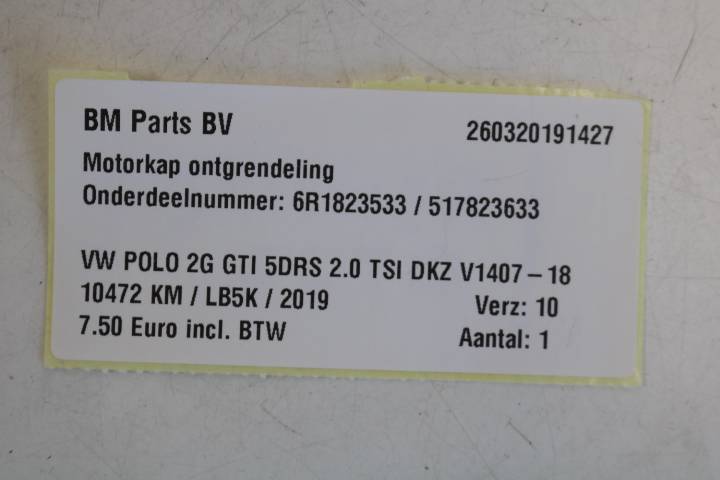 BM Parts BV 260320191427
Motorkap ontgrendeling
Onderdeelnummer: 6R1823533 / 517823633
VW POLO 2G GTI 5DRS 2.0 TSI DKZ V1407 – 18
10472 KM / LB5K / 2019 Verz: 10
7.50 Euro incl. BTW Aantal: 1